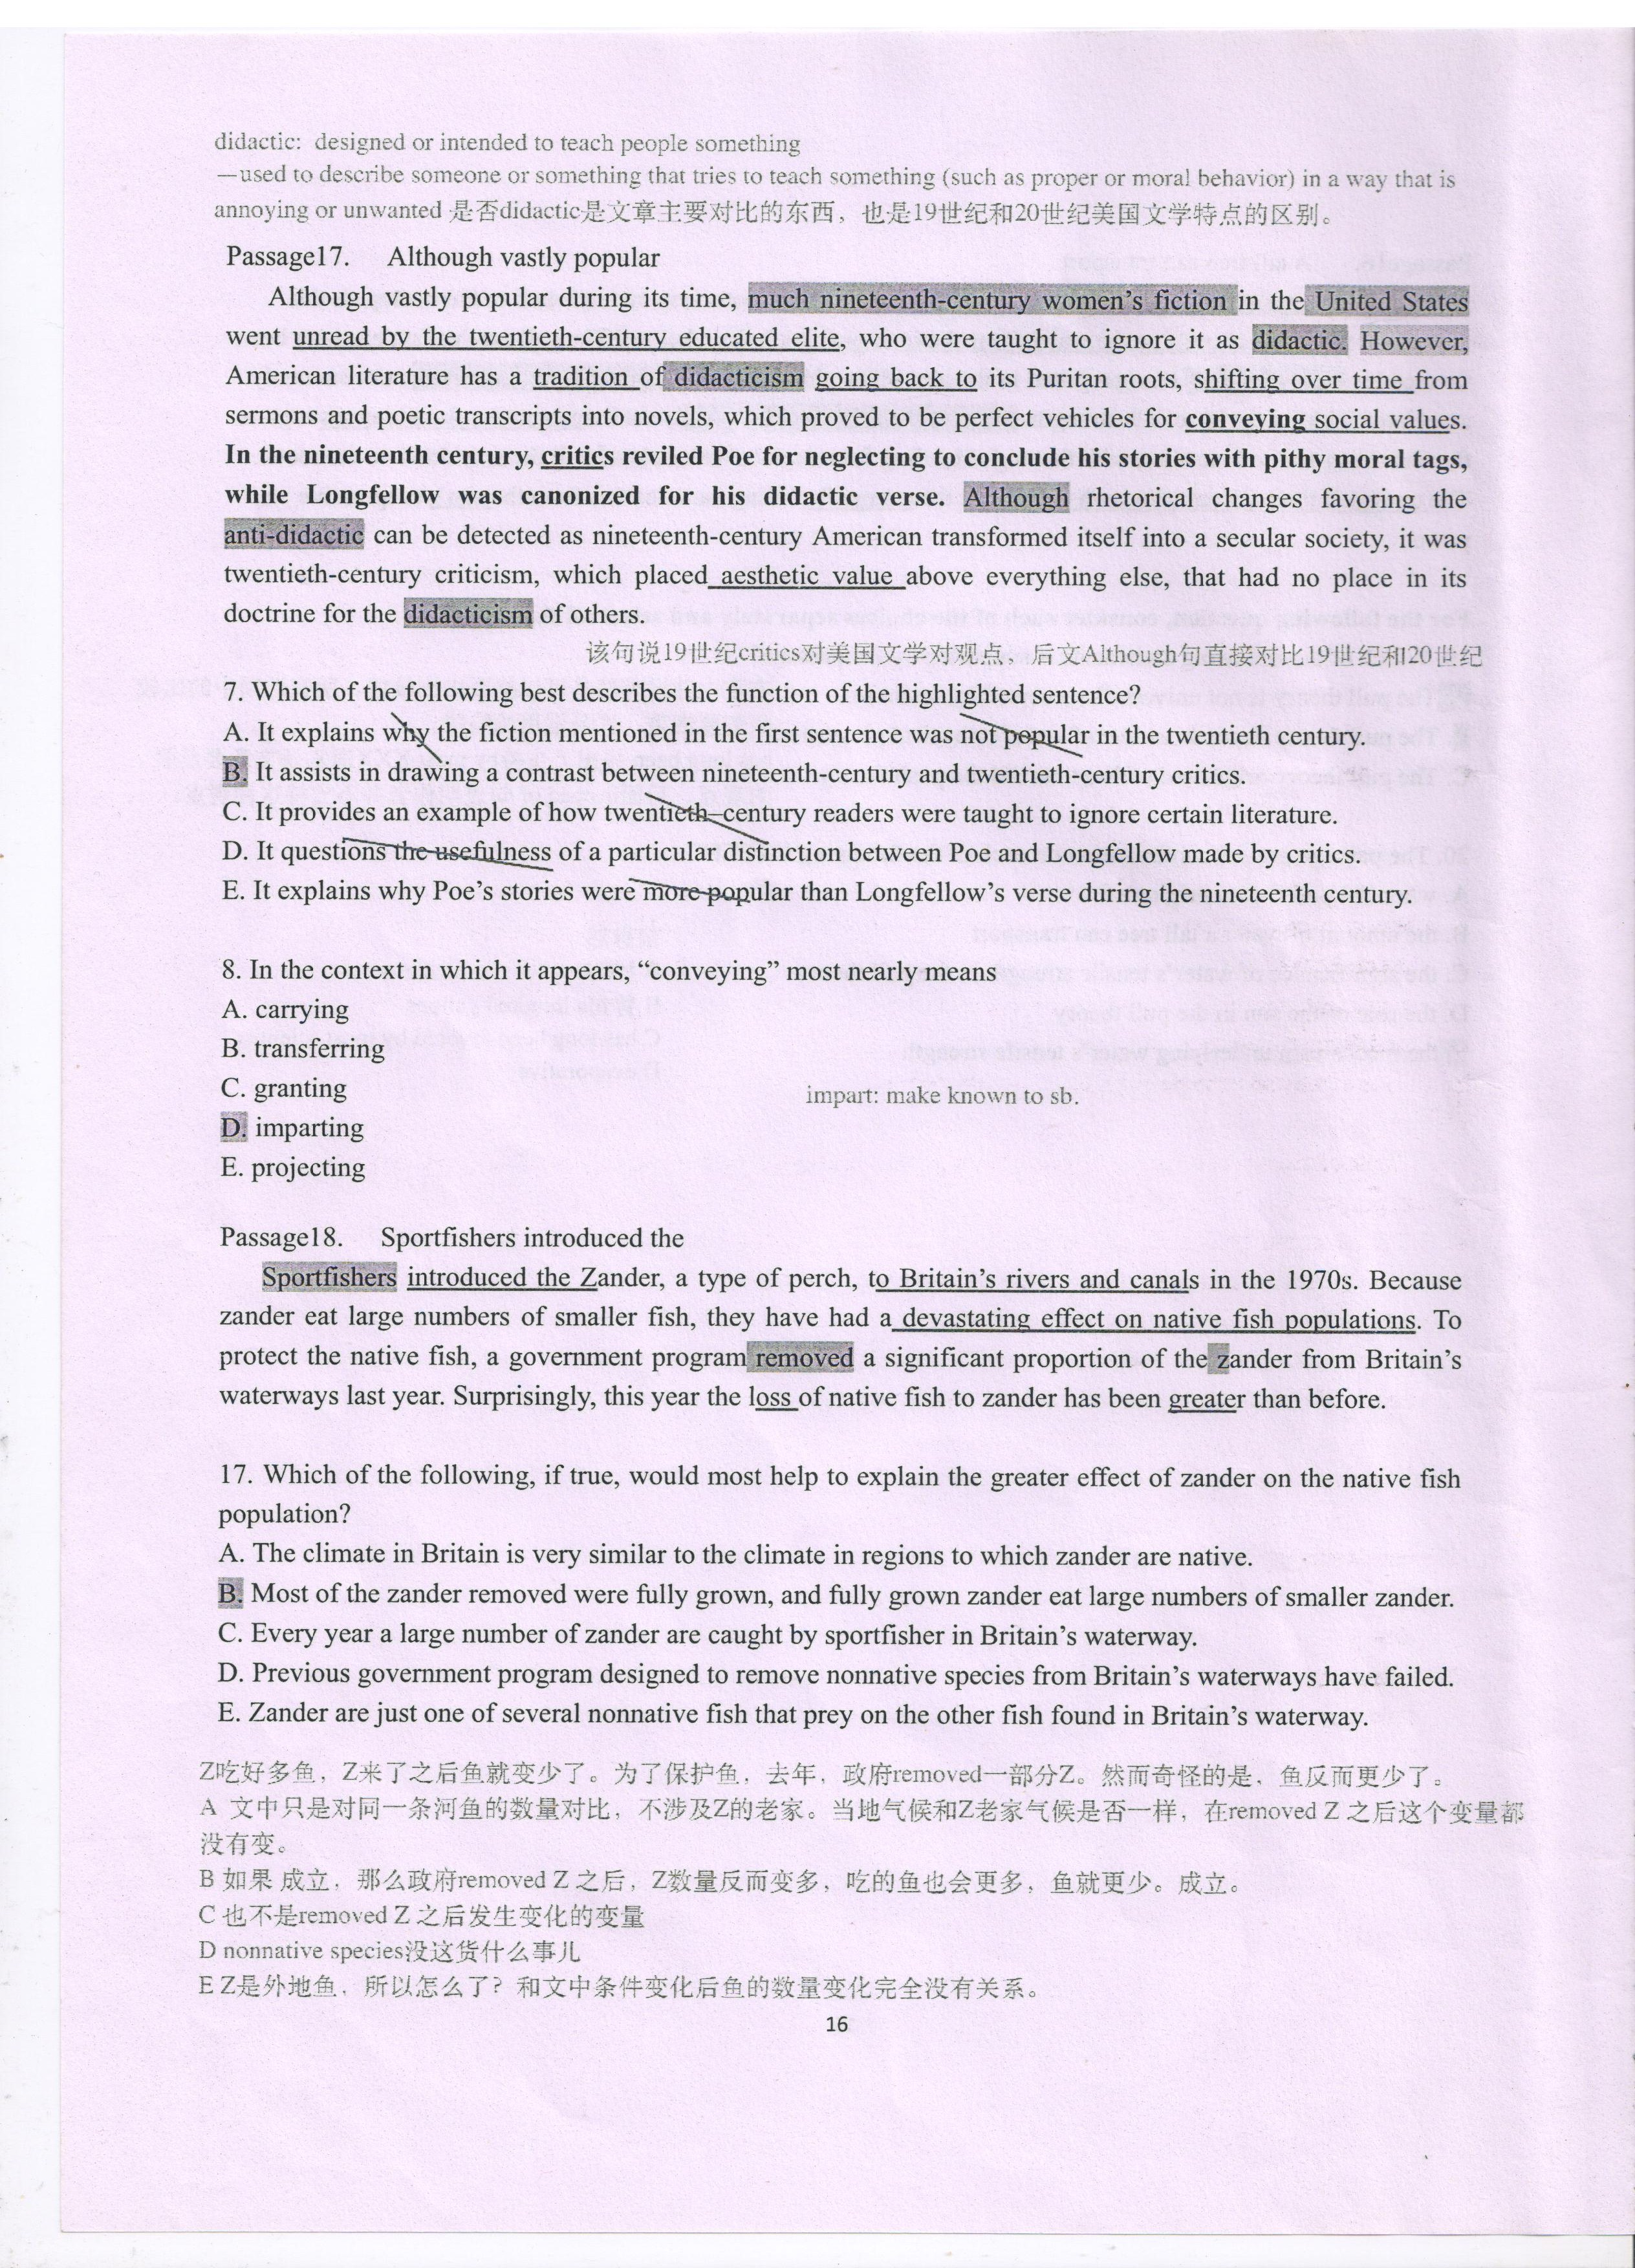 didactic: designed or intended to teach people something
—used to describe someone or something that tries to teach something (such as proper or moral behavior) in a way that is
annoying or unwanted 是否didactic是文章主要对比的东西，也是19世纪和20世纪美国文学特点的区别。
Passage17. Although vastly popular
Although vastly popular during its time, much nineteenth-century women's fiction in the United States
went unread by the twentieth-century educated elite, who were taught to ignore it as didactic. However,
American literature has a tradition of didacticism going back to its Puritan roots, shifting over time from
sermons and poetic transcripts into novels, which proved to be perfect vehicles for conveying social values.
In the nineteenth century, critics reviled Poe for neglecting to conclude his stories with pithy moral tags,
while Longfellow was canonized for his didactic verse. Although rhetorical changes favoring the
anti-didactic can be detected as nineteenth-century American transformed itself into a secular society, it was
twentieth-century criticism, which placed aesthetic value above everything else, that had no place in its
doctrine for the didacticism of others.
该句说19世纪critics对美国文学对观点，后文Although句直接对比19世纪和20世纪
7. Which of the following best describes the function of the highlighted sentence?
A. It explains why the fiction mentioned in the first sentence was not popular in the twentieth century.
B. It assists in drawing a contrast between nineteenth-century and twentieth-century critics.
C. It provides an example of how twentieth-century readers were taught to ignore certain literature.
D. It questions the usefulness of a particular distinction between Poe and Longfellow made by critics.
E. It explains why Poe's stories were more popular than Longfellow's verse during the nineteenth century.
8. In the context in which it appears, “conveying” most nearly means
A. carrying
B. transferring
C. granting
impart: make known to sb.
D. imparting
E. projecting
Passage18. Sportfishers introduced the
Sportfishers introduced the Zander, a type of perch, to Britain's rivers and canals in the 1970s. Because
zander eat large numbers of smaller fish, they have had a devastating effect on native fish populations. To
protect the native fish, a government program removed a significant proportion of the zander from Britain's
waterways last year. Surprisingly, this year the loss of native fish to zander has been greater than before.
17. Which of the following, if true, would most help to explain the greater effect of zander on the native fish
population?
A. The climate in Britain is very similar to the climate in regions to which zander are native.
B. Most of the zander removed were fully grown, and fully grown zander eat large numbers of smaller zander.
C. Every year a large number of zander are caught by sportfisher in Britain's waterway.
D. Previous government program designed to remove nonnative species from Britain's waterways have failed.
E. Zander are just one of several nonnative fish that prey on the other fish found in Britain's waterway.
Z吃好多鱼，Z来了之后鱼就变少了。为了保护鱼，去年，政府removed一部分Z。然而奇怪的是，鱼反而更少了。
A 文中只是对同一条河鱼的数量对比，不涉及Z的老家。当地气候和Z老家气候是否一样，在removed Z 之后这个变量都
没有变。
B 如果 成立，那么政府removed Z 之后，Z数量反而变多，吃的鱼也会更多，鱼就更少。成立。
C 也不是removed Z 之后发生变化的变量
D nonnative species没这货什么事儿
E Z是外地鱼，所以怎么了？和文中条件变化后鱼的数量变化完全没有关系。
16